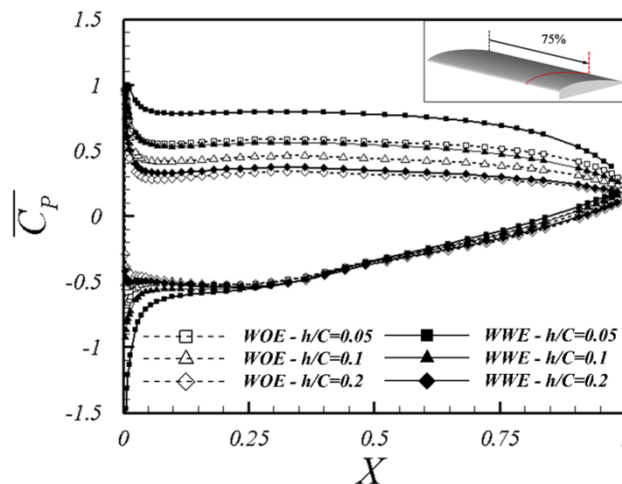 1.5
75%
1
0.5
0
-0.5
-1
-1.5
C_P
WOE - h/C=0.05
WWE - h/C=0.05
WOE - h/C=0.1
WWE - h/C=0.1
WOE - h/C=0.2
WWE - h/C=0.2
0
0.25
0.5
0.75
X